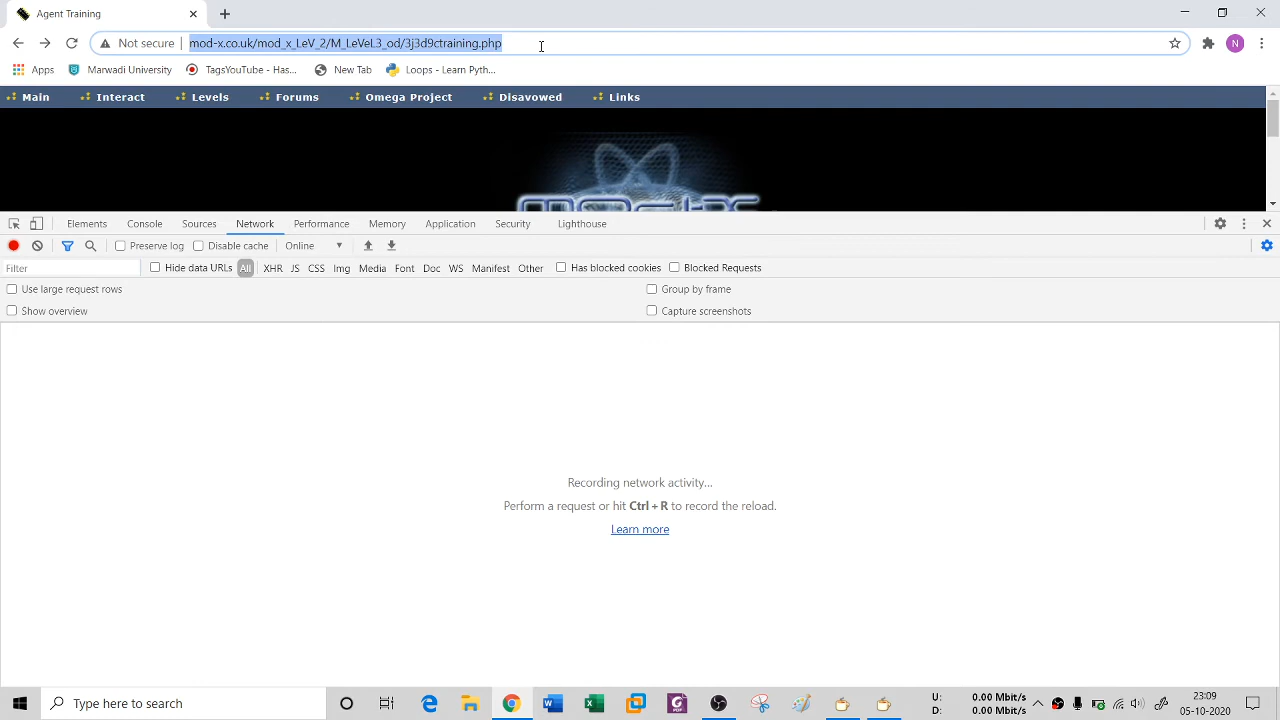 Agent Training
Not secure | mod-x.co.uk/mod_x_LeV_2/M_LeVeL3_od/3j3d9ctraining.php N
Apps Marwadi University TagsYouTube - Has... New Tab Loops - Learn Pyth...
Main Interact Levels Forums Omega Project Disavowed Links
Elements Console Sources Network Performance Memory Application Security Lighthouse
Preserve log Disable cache Online
Filter Hide data URLs All XHR JS CSS Img Media Font Doc WS Manifest Other Has blocked cookies Blocked Requests
Use large request rows Group by frame
Show overview Capture screenshots
Recording network activity...
Perform a request or hit Ctrl + R to record the reload.
Learn more
Type here to search
U: 0.00 Mbit/s
D: 0.00 Mbit/s
23:09
05-10-2020